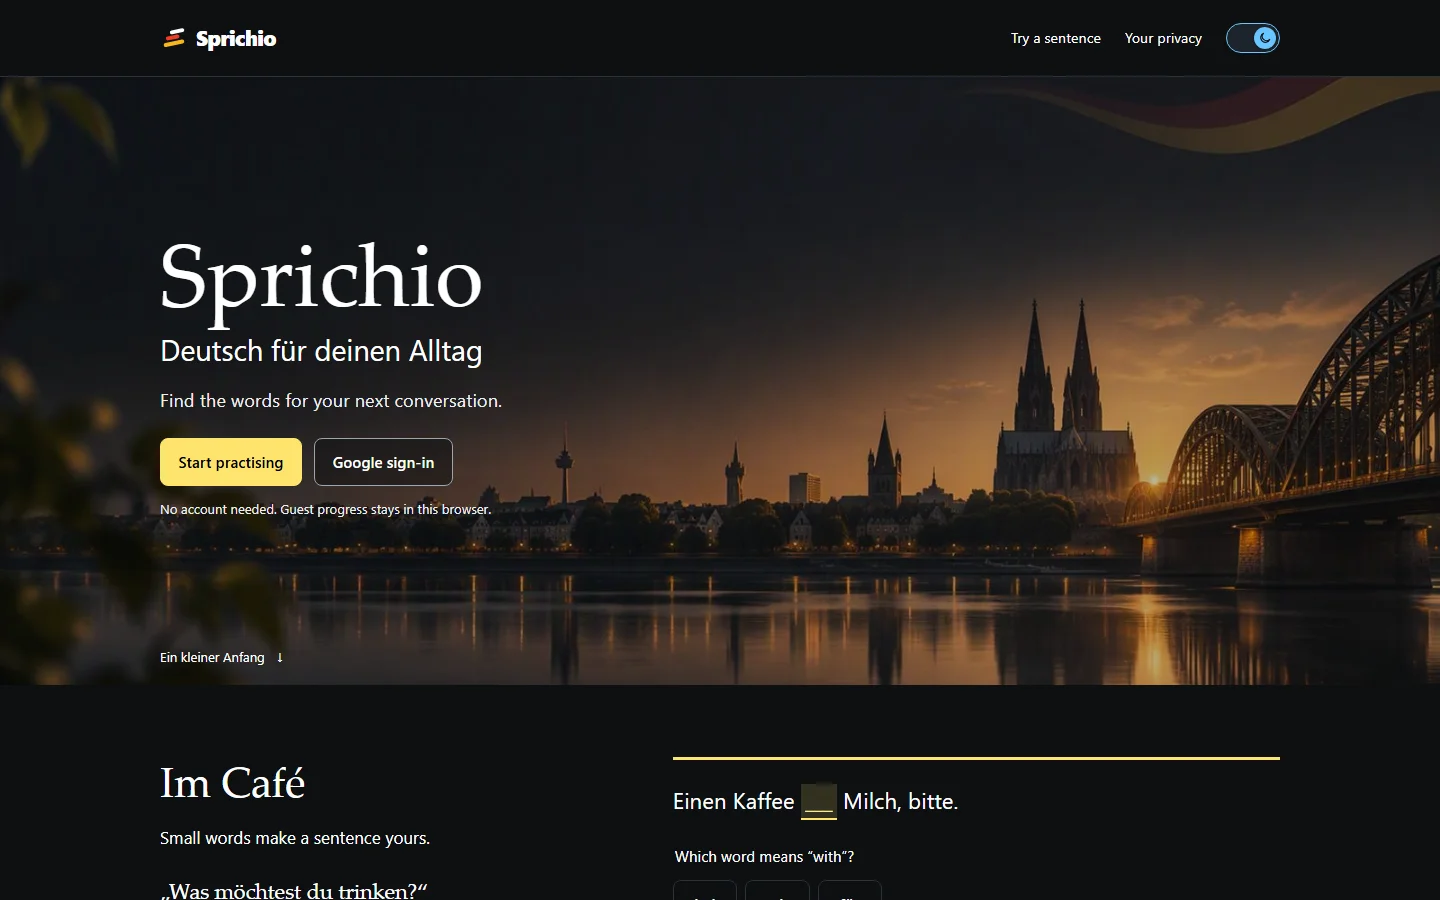 Sprichio
Try a sentence
Your privacy
Sprichio
Deutsch für deinen Alltag
Find the words for your next conversation.
Start practising
Google sign-in
No account needed. Guest progress stays in this browser.
Ein kleiner Anfang ↓
Im Café
Small words make a sentence yours.
„Was möchtest du trinken?“
Einen Kaffee __ Milch, bitte.
Which word means “with”?